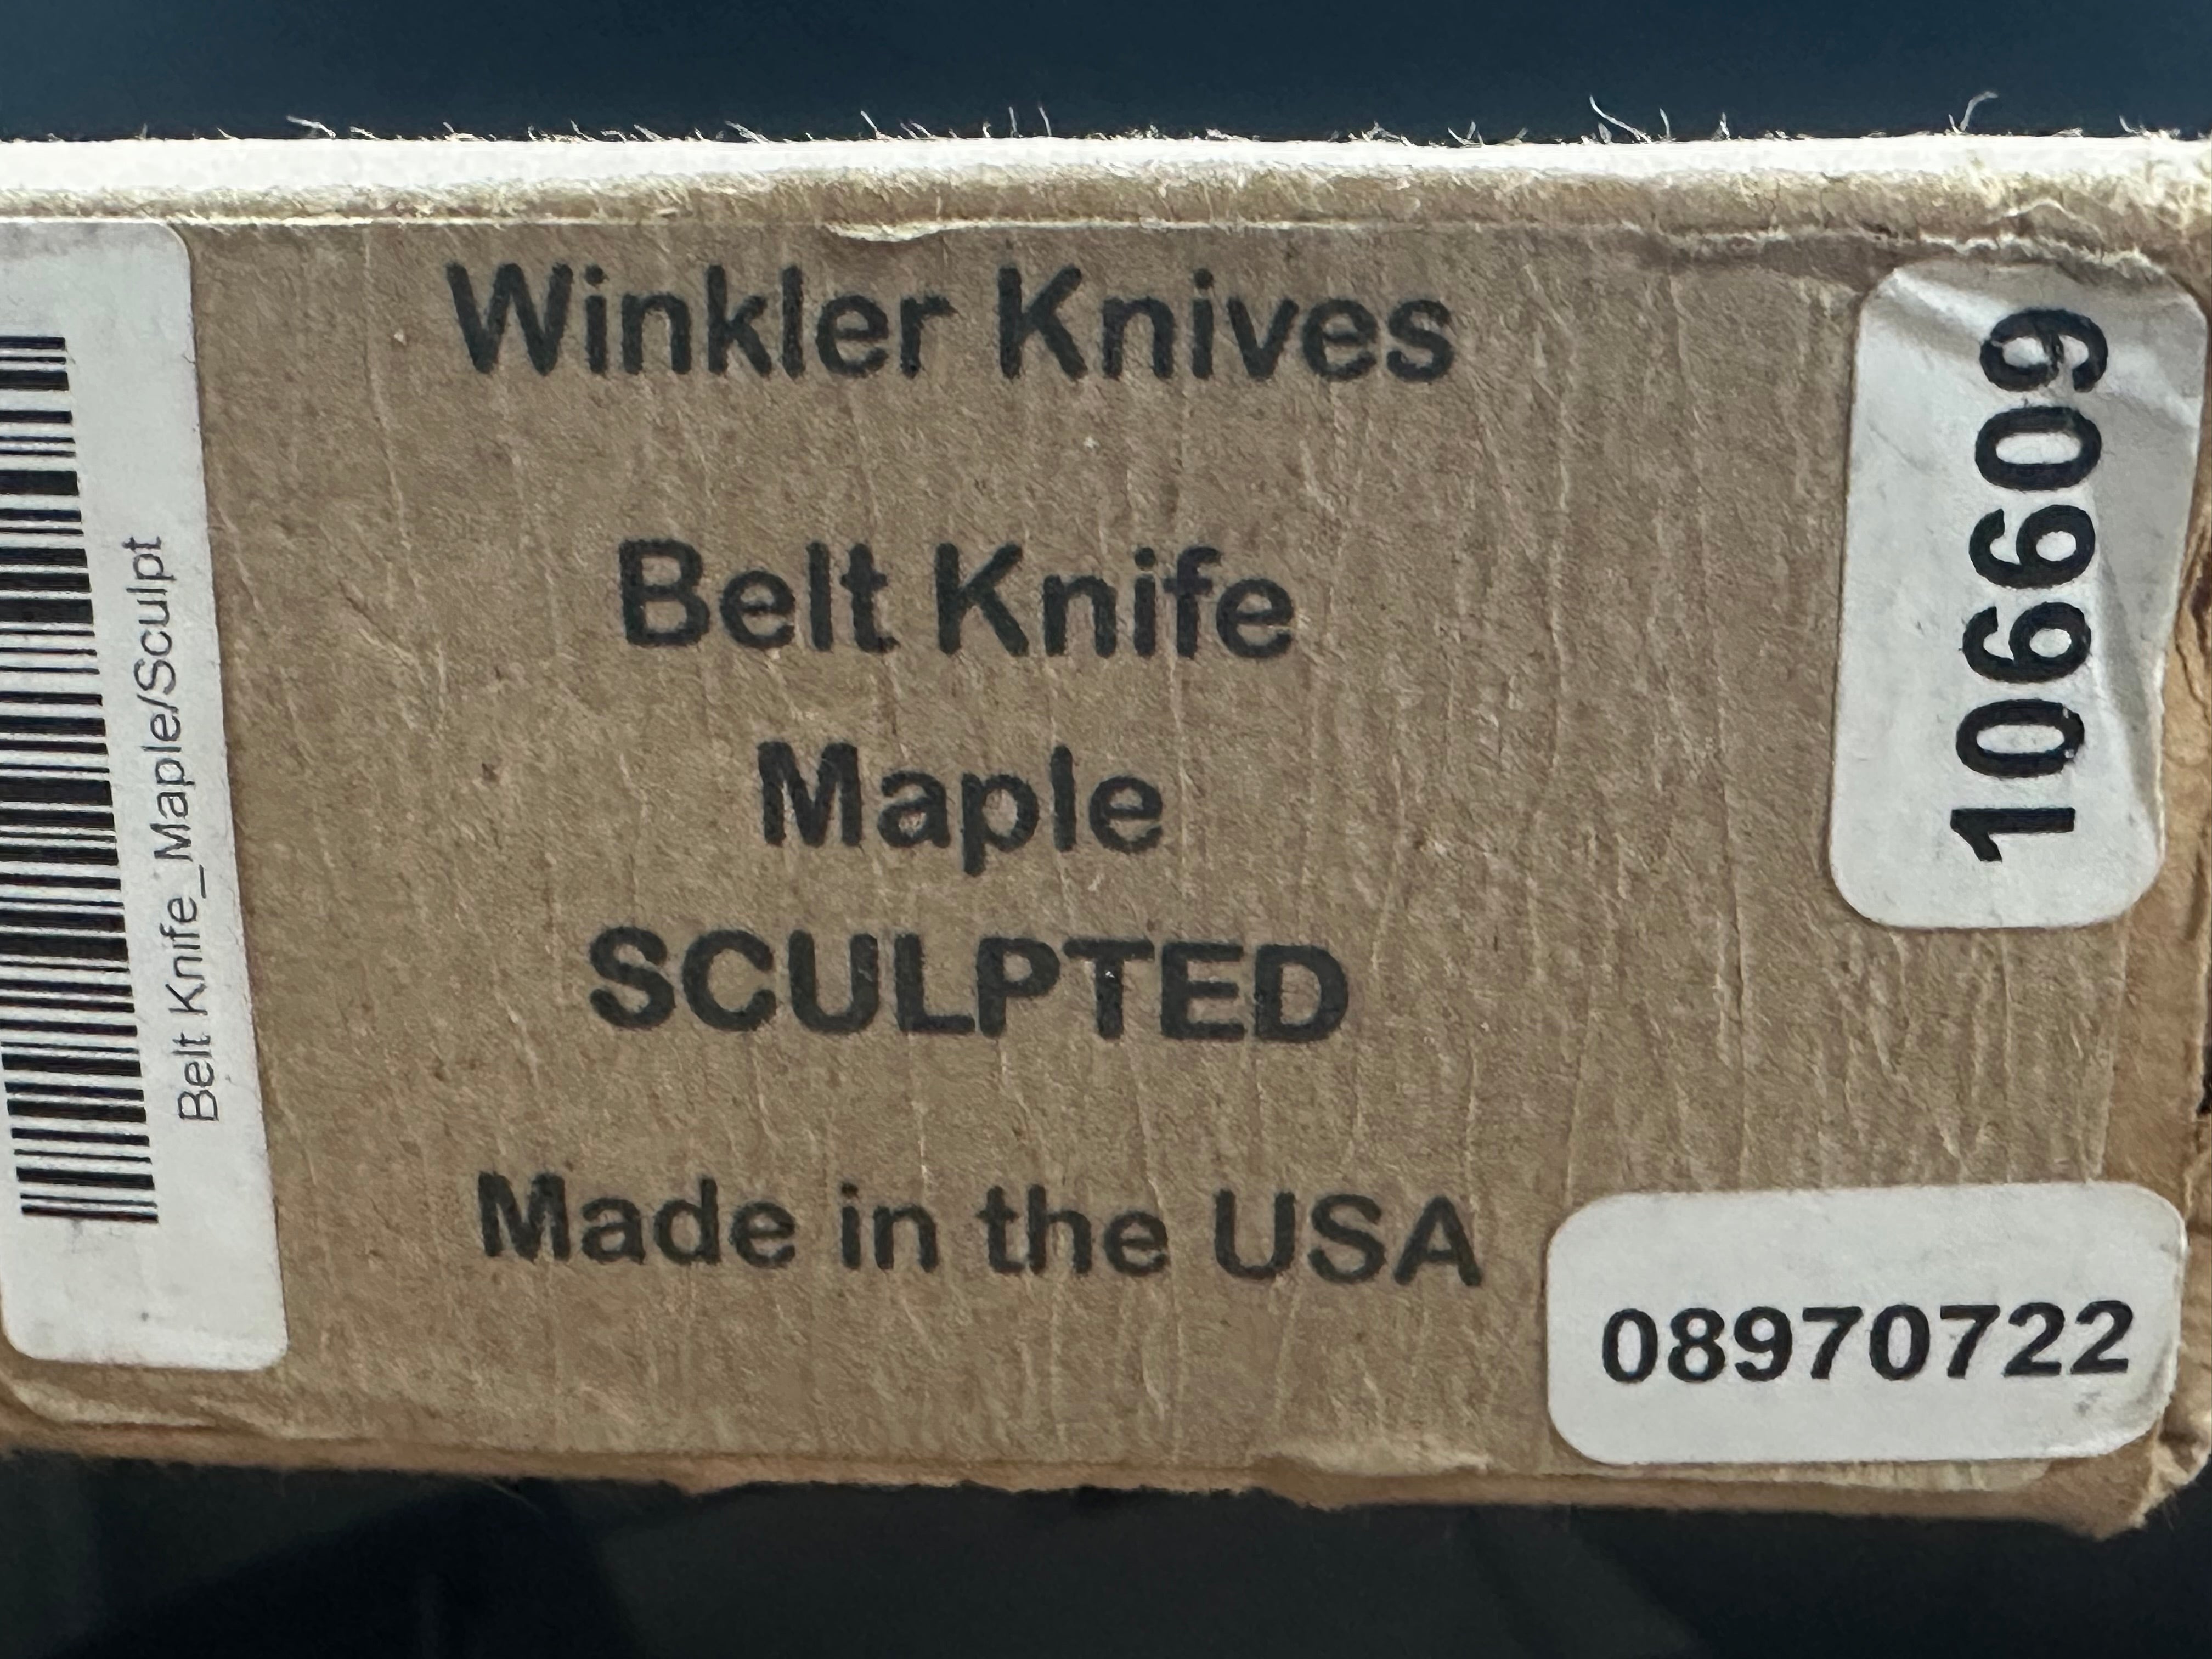 Winkler Knives
Belt Knife
Maple
SCULPTED
Made in the USA
Belt Knife_Maple/Sculpt
106609
08970722